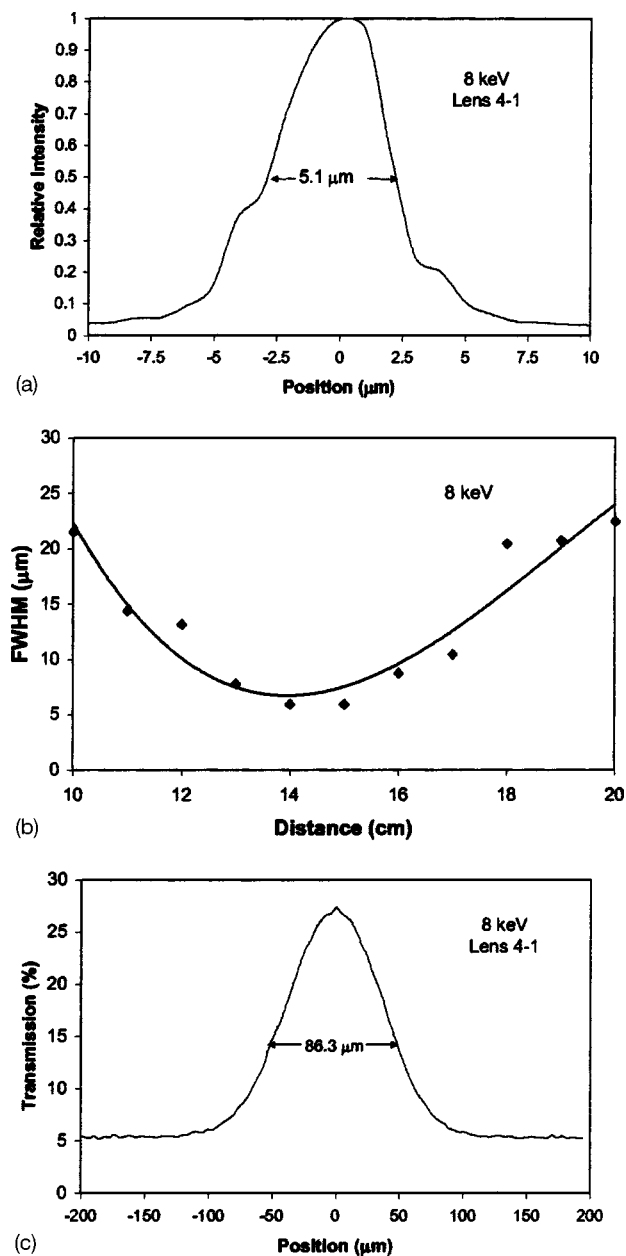 1
0.9
0.8
0.7
0.6
0.5
0.4
0.3
0.2
0.1
0
Relative Intensity
8 keV
Lens 4-1
5.1 μm
-10 -7.5 -5 -2.5 0 2.5 5 7.5 10
Position (μm)
(a)
30
25
20
15
10
5
0
FWHM (μm)
8 keV
10 12 14 16 18 20
Distance (cm)
(b)
30
25
20
15
10
5
0
Transmission (%)
8 keV
Lens 4-1
86.3 μm
-200 -150 -100 -50 0 50 100 150 200
Position (μm)
(c)